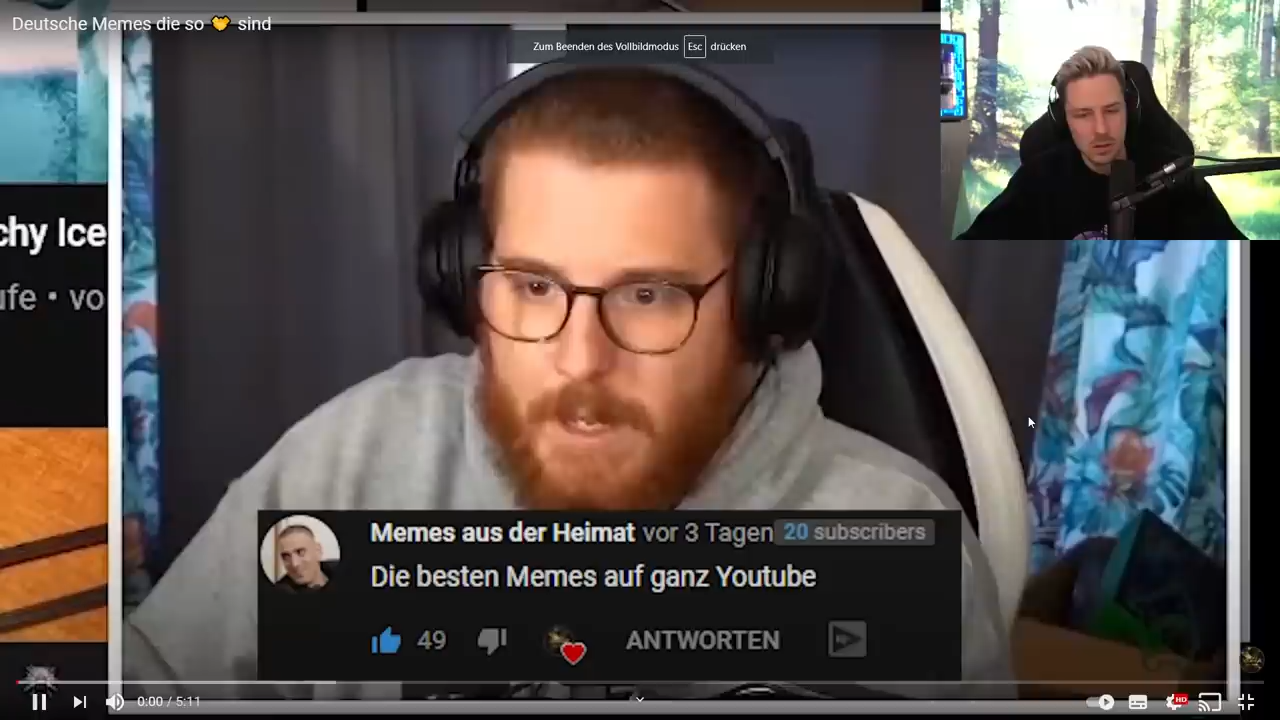 Deutsche Memes die so 💛 sind
Zum Beenden des Vollbildmodus Esc drücken
chy Ice
ufe • vo
Memes aus der Heimat vor 3 Tagen 20 subscribers
Die besten Memes auf ganz Youtube
49 ANTWORTEN
0:00 / 5:11
HD